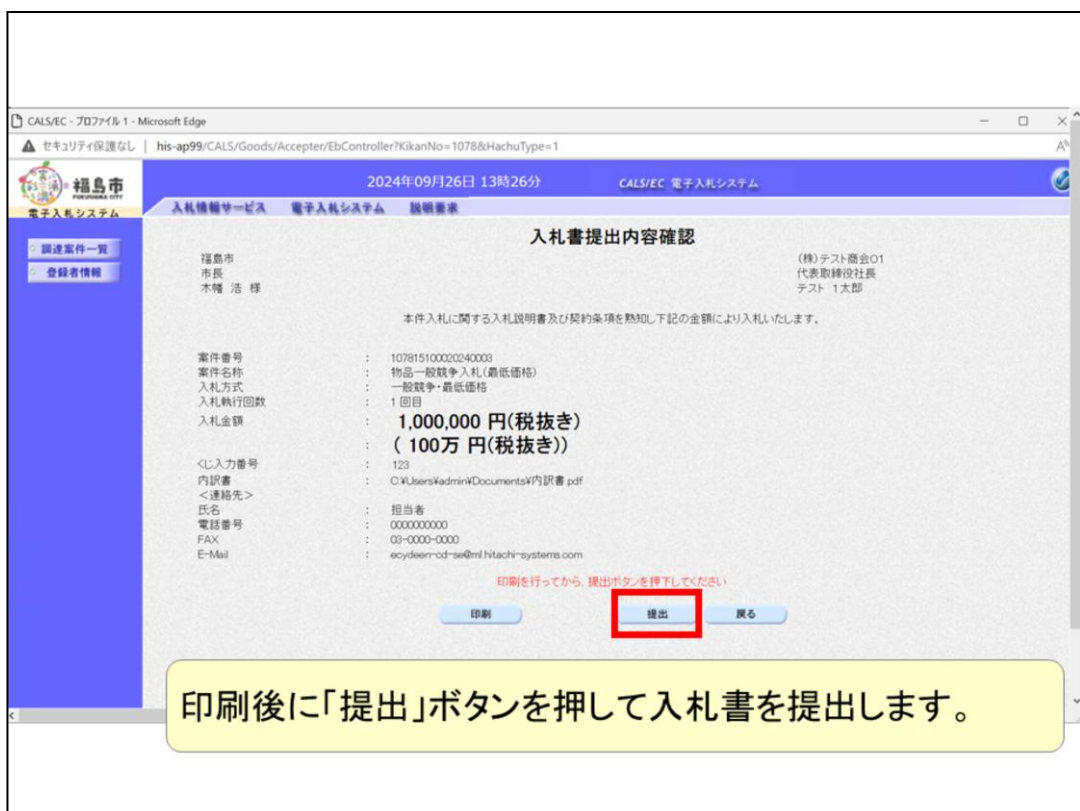 CALS/EC - プロファイル 1 - Microsoft Edge
セキュリティ保護なし | his-ap99/CALS/Goods/Accepter/EbController?KikanNo=1078&HachuType=1
福島市
FUKUSHIMA CITY
電子入札システム
2024年09月26日 13時26分
CALS/EC 電子入札システム
入札情報サービス 電子入札システム 説明要求
調達案件一覧
登録者情報
入札書提出内容確認
福島市
市長
木幡 浩 様
(株)テスト商会01
代表取締役社長
テスト 1太郎
本件入札に関する入札説明書及び契約条項を熟知し下記の金額により入札いたします。
案件番号 : 107815100020240003
案件名称 : 物品一般競争入札(最低価格)
入札方式 : 一般競争・最低価格
入札執行回数 : 1 回目
入札金額 : 1,000,000 円(税抜き)
: ( 100万 円(税抜き))
くじ入力番号 : 123
内訳書 : C:¥Users¥admin¥Documents¥内訳書.pdf
<連絡先>
氏名 : 担当者
電話番号 : 0000000000
FAX : 03-0000-0000
E-Mail : ecydeen-cd-se@ml.hitachi-systems.com
印刷を行ってから、提出ボタンを押下してください
印刷 提出 戻る
印刷後に「提出」ボタンを押して入札書を提出します。